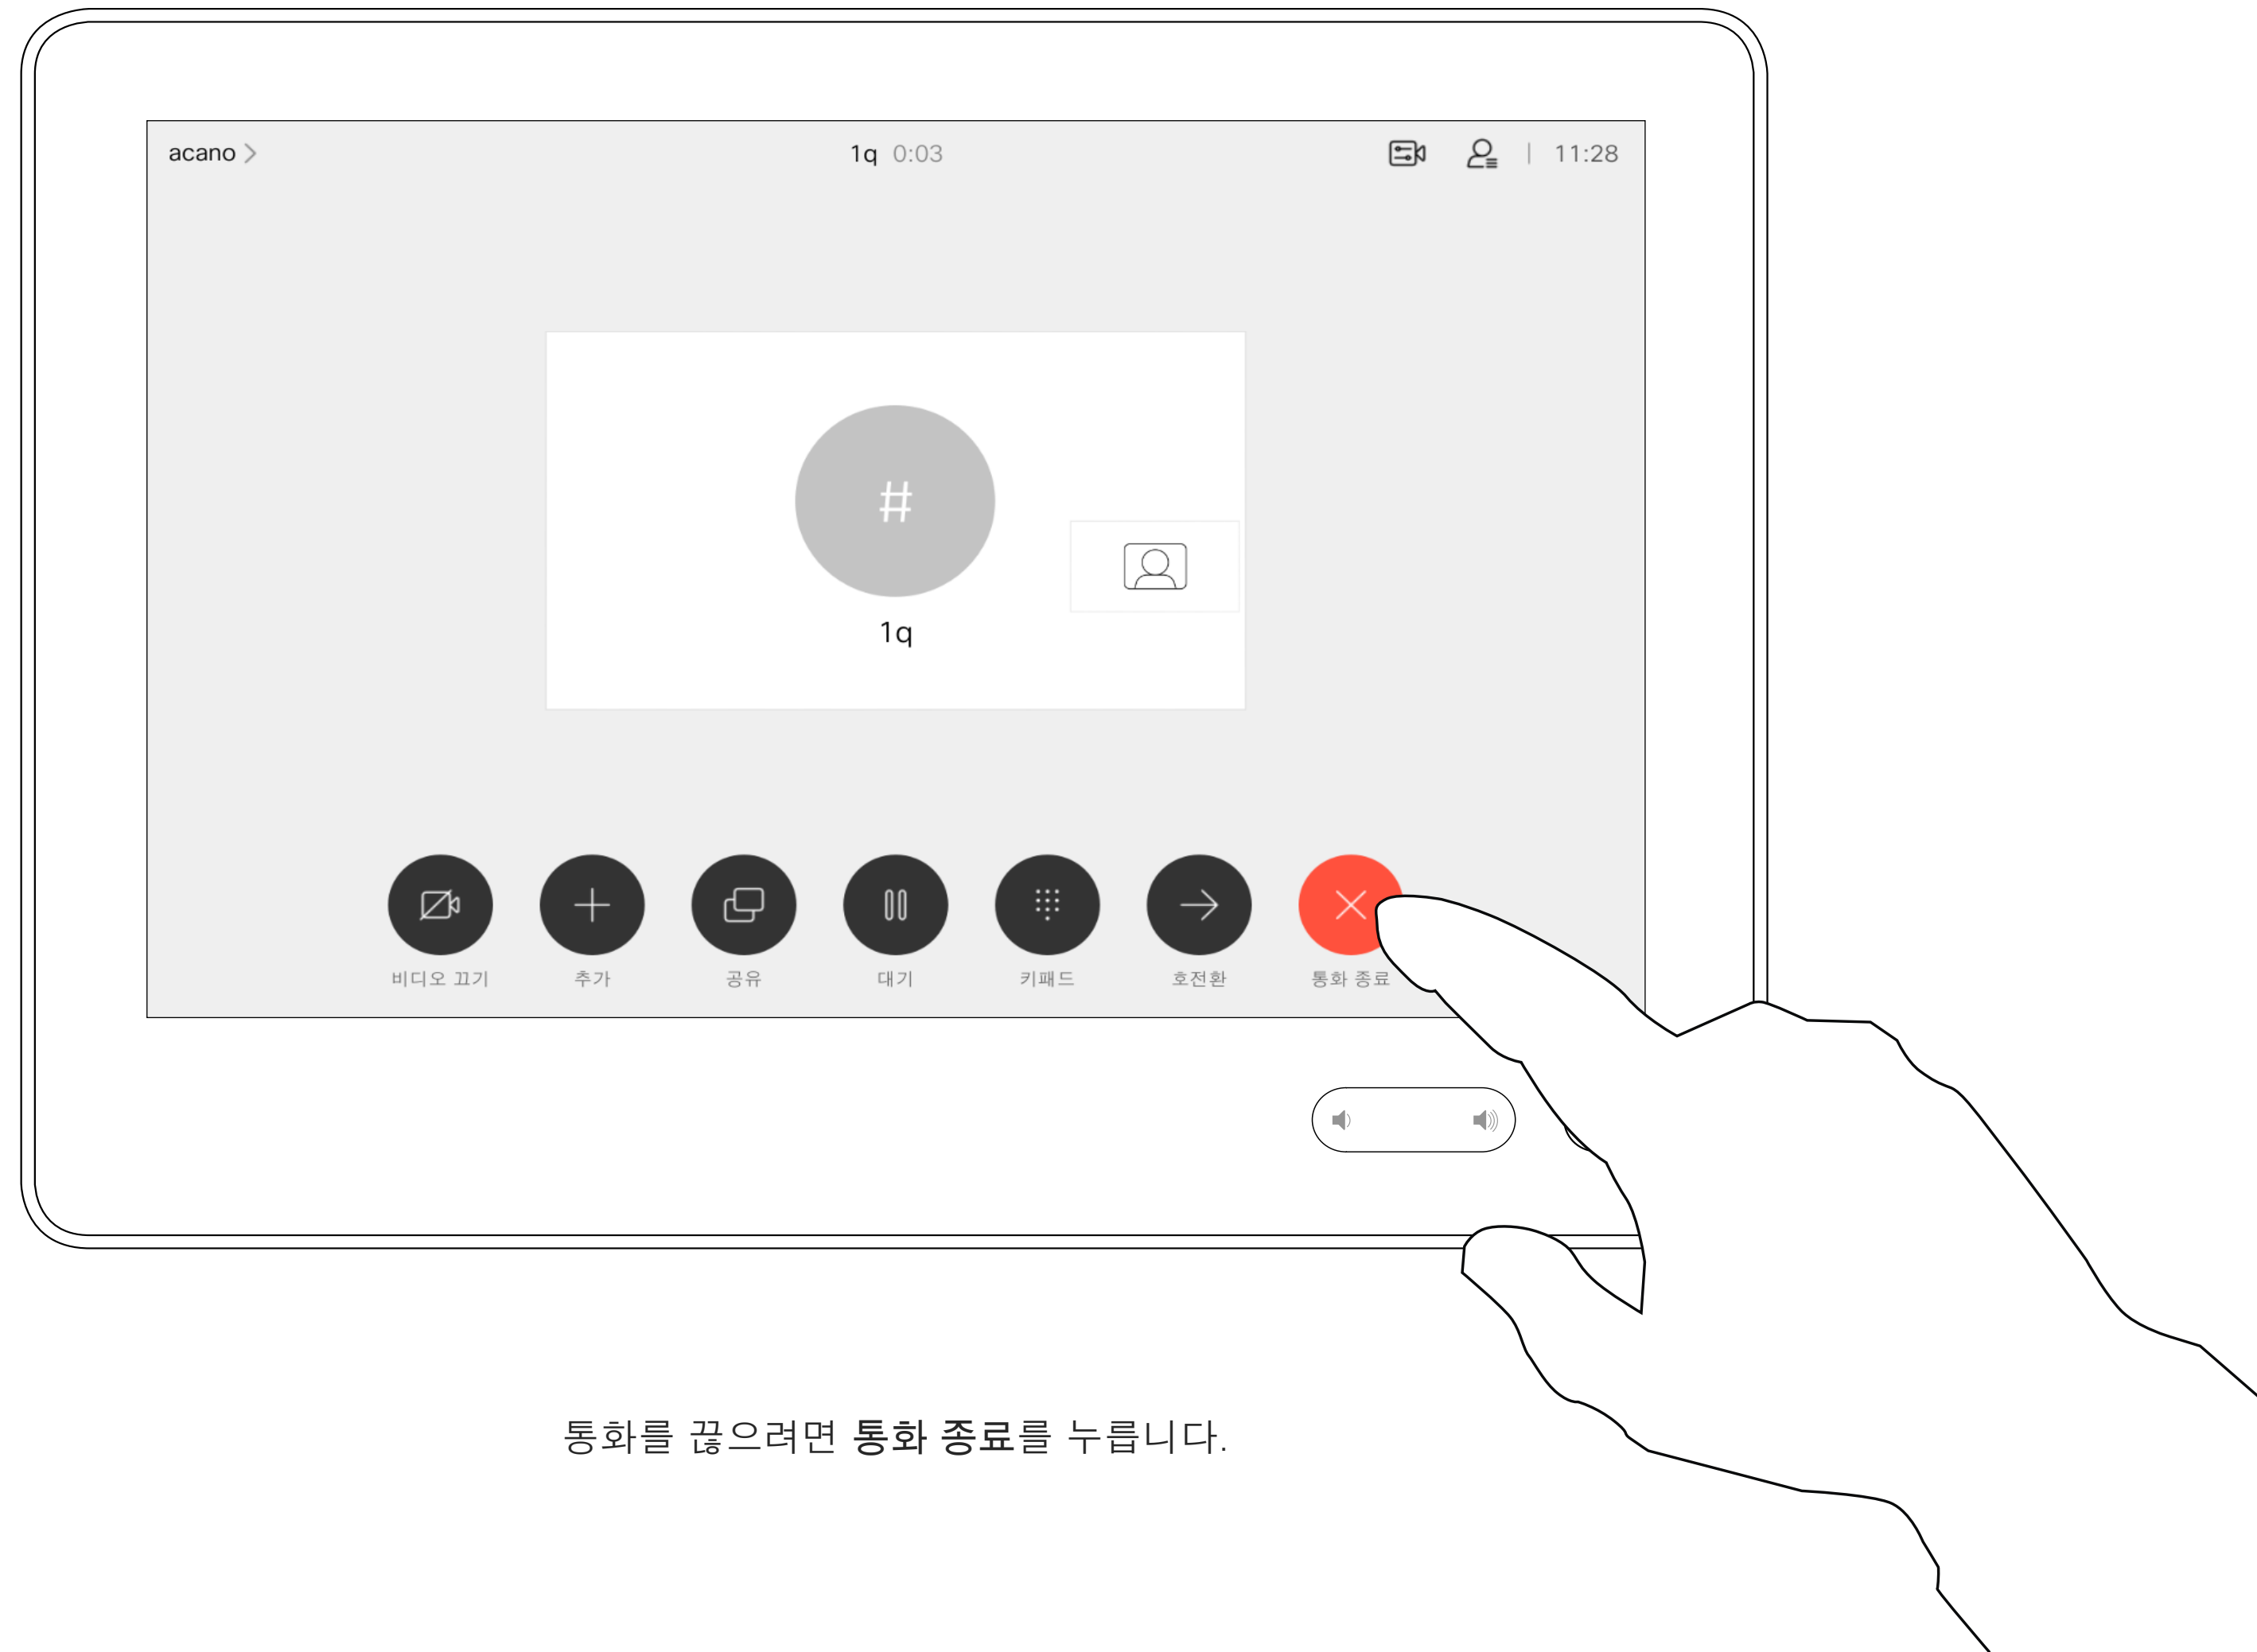 acano
1q 0:03
11:28
#
1q
비디오 끄기
추가
공유
대기
키패드
호전환
통화 종료
통화를 끊으려면 통화 종료를 누릅니다.